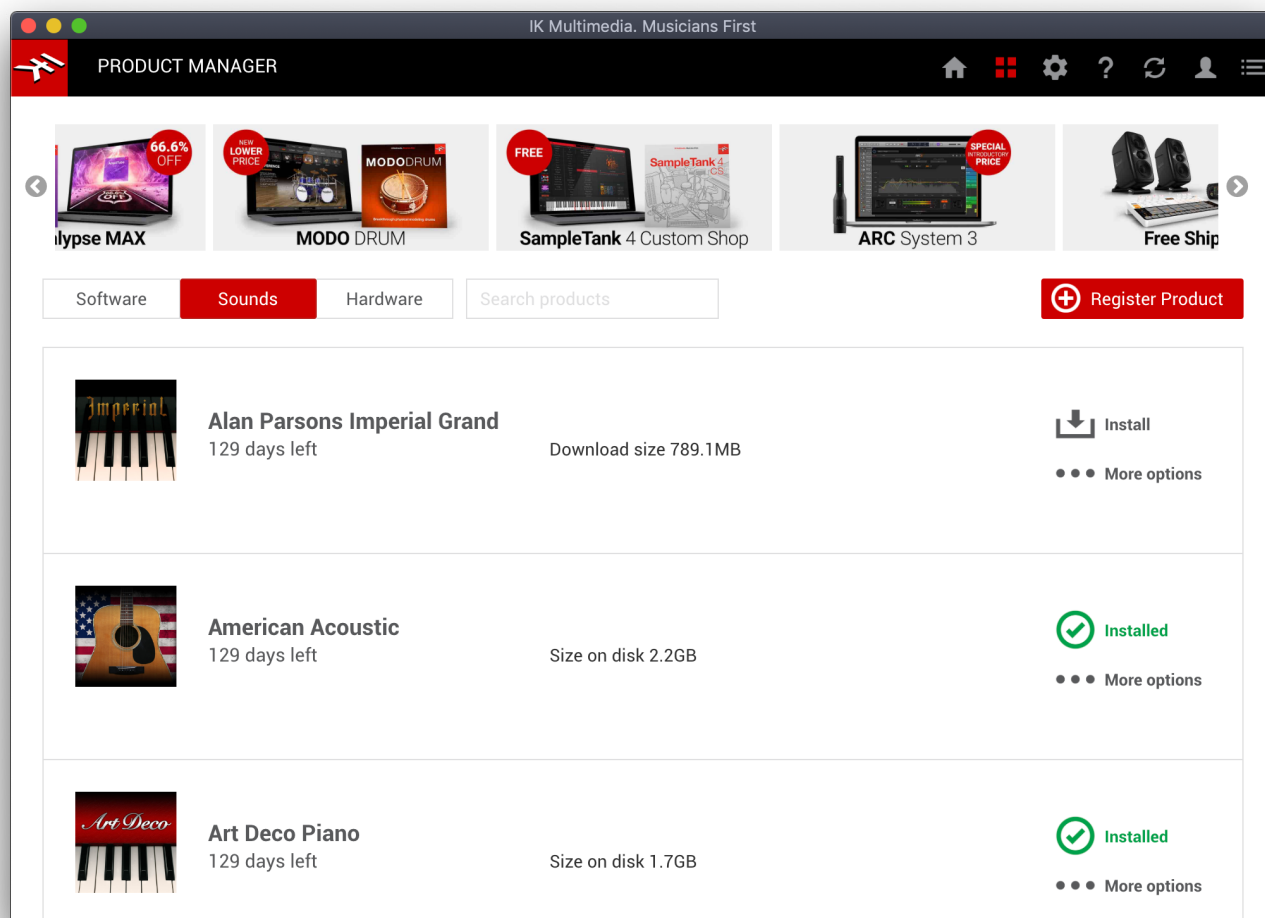 IK Multimedia. Musicians First
PRODUCT MANAGER
66.6%
OFF
lypse MAX
NEW
LOWER
PRICE
MODODRUM
MODO DRUM
FREE
SampleTank 4
SampleTank 4 Custom Shop
SPECIAL
INTRODUCTORY
PRICE
ARC System 3
Free Ship
Software
Sounds
Hardware
Search products
Register Product
Imperial
Alan Parsons Imperial Grand
129 days left
Download size 789.1MB
Install
More options
American Acoustic
129 days left
Size on disk 2.2GB
Installed
More options
Art Deco
Art Deco Piano
129 days left
Size on disk 1.7GB
Installed
More options